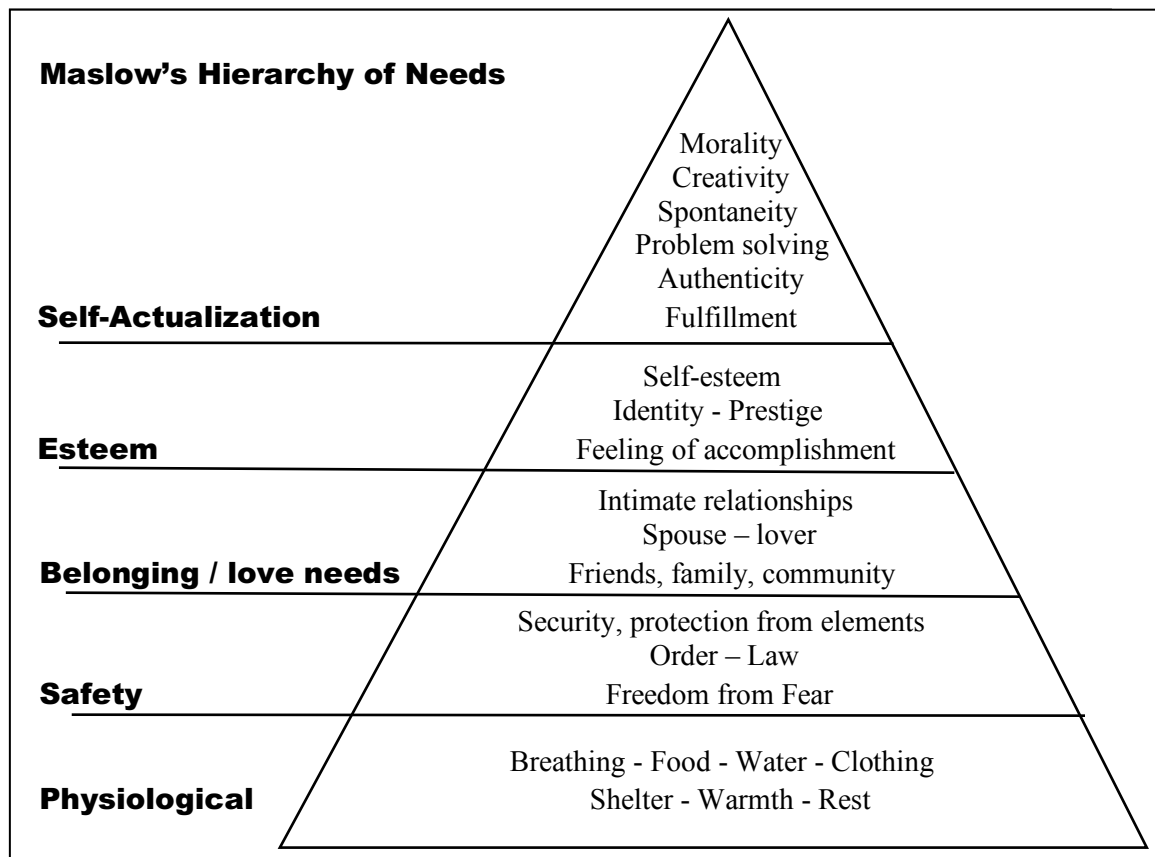 Maslow's Hierarchy of Needs
Morality
Creativity
Spontaneity
Problem solving
Authenticity
Self-Actualization
Fulfillment
Self-esteem
Identity - Prestige
Esteem
Feeling of accomplishment
Intimate relationships
Spouse – lover
Belonging / love needs
Friends, family, community
Security, protection from elements
Order – Law
Safety
Freedom from Fear
Breathing - Food - Water - Clothing
Physiological
Shelter - Warmth - Rest